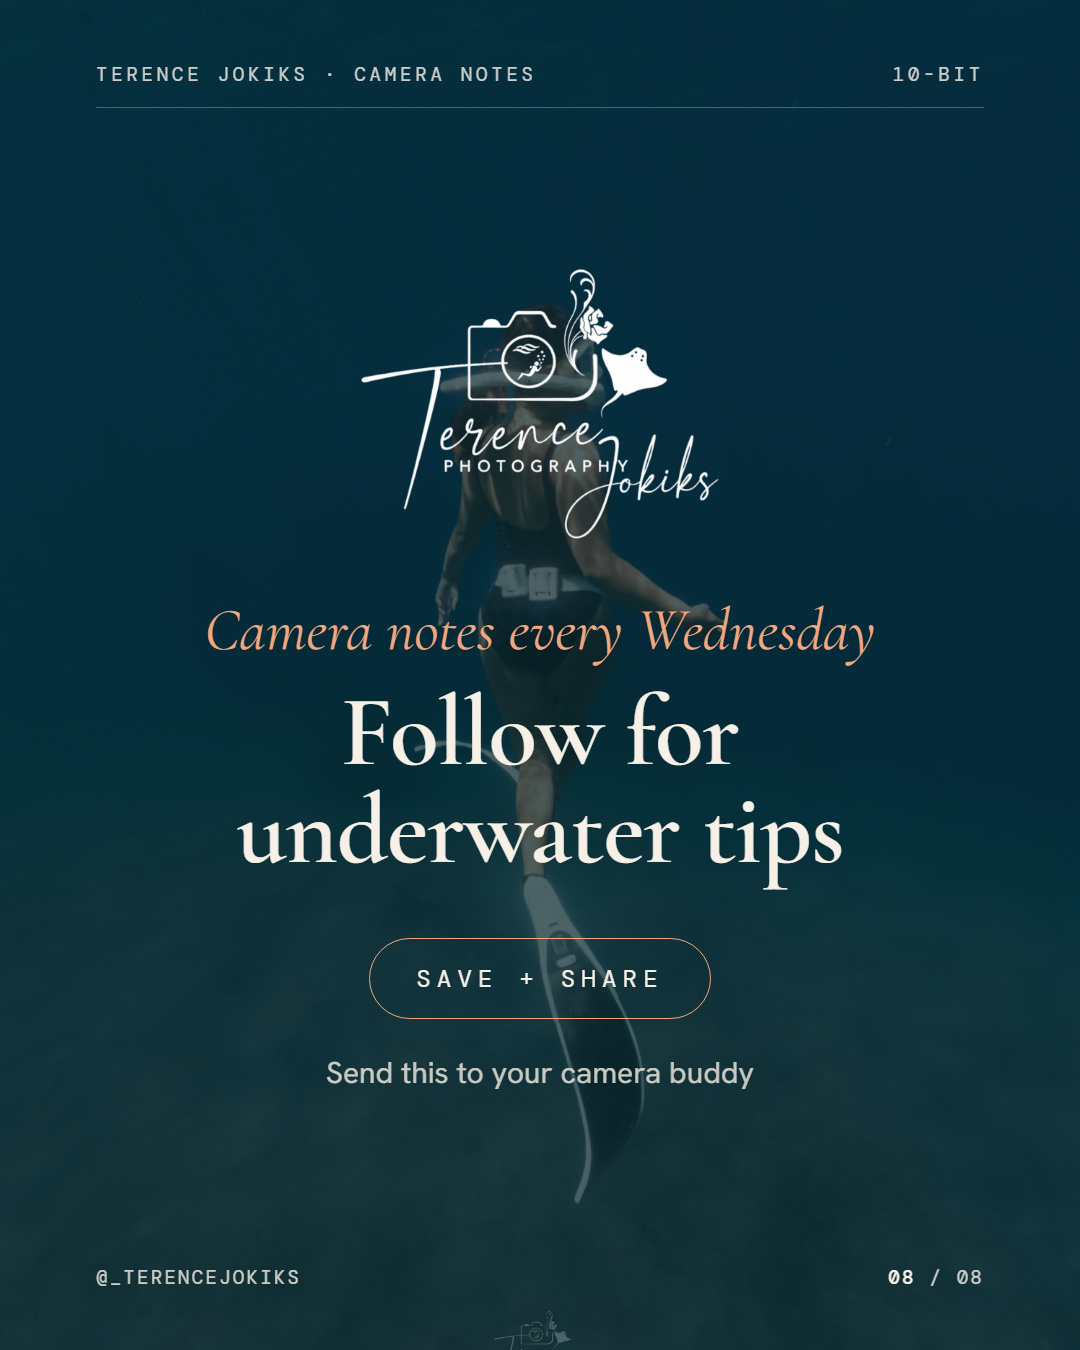 TERENCE JOKIKS · CAMERA NOTES
10-BIT
Terence
PHOTOGRAPHY
Jokiks
Camera notes every Wednesday
Follow for
underwater tips
SAVE + SHARE
Send this to your camera buddy
@_TERENCEJOKIKS
08 / 08